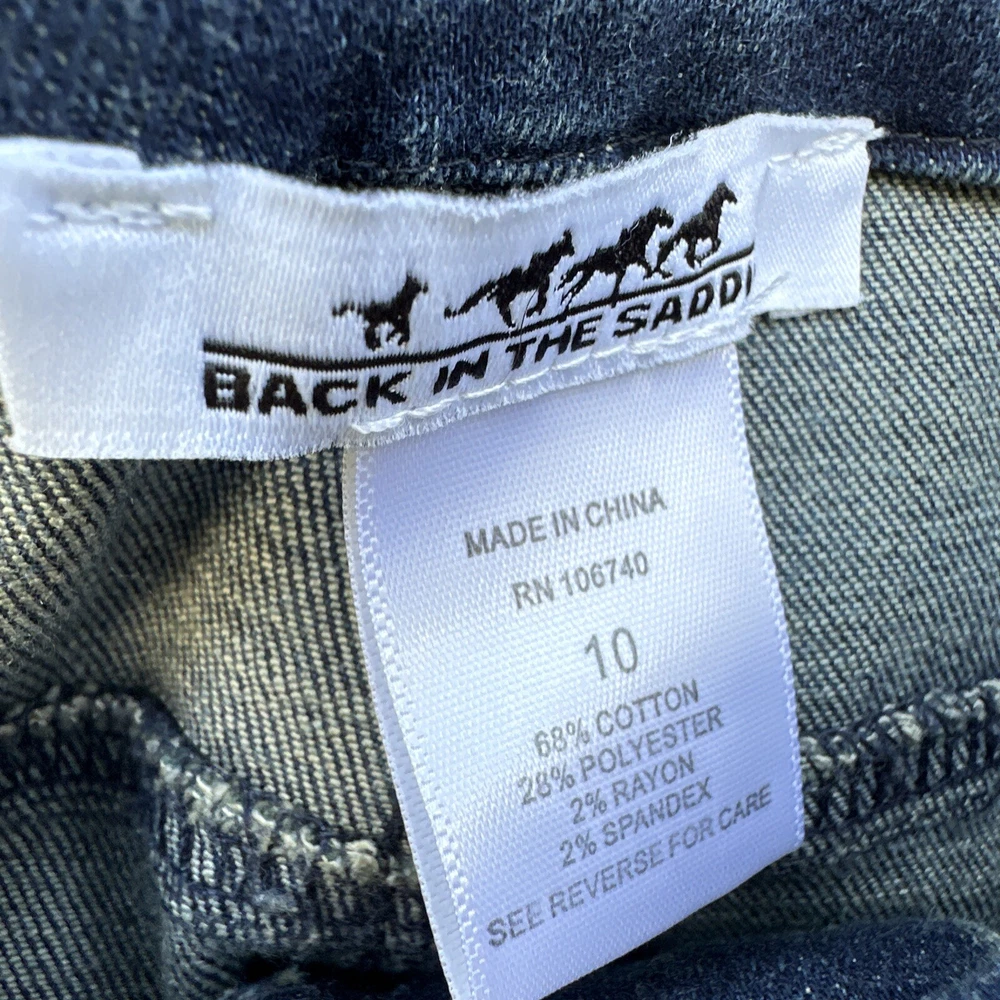 BACK IN THE SADDL
MADE IN CHINA
RN 106740
10
68% COTTON
28% POLYESTER
2% RAYON
2% SPANDEX
SEE REVERSE FOR CARE